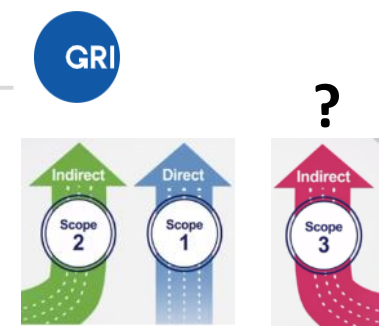 GRI
?
Indirect
Scope
2
Direct
Scope
1
Indirect
Scope
3